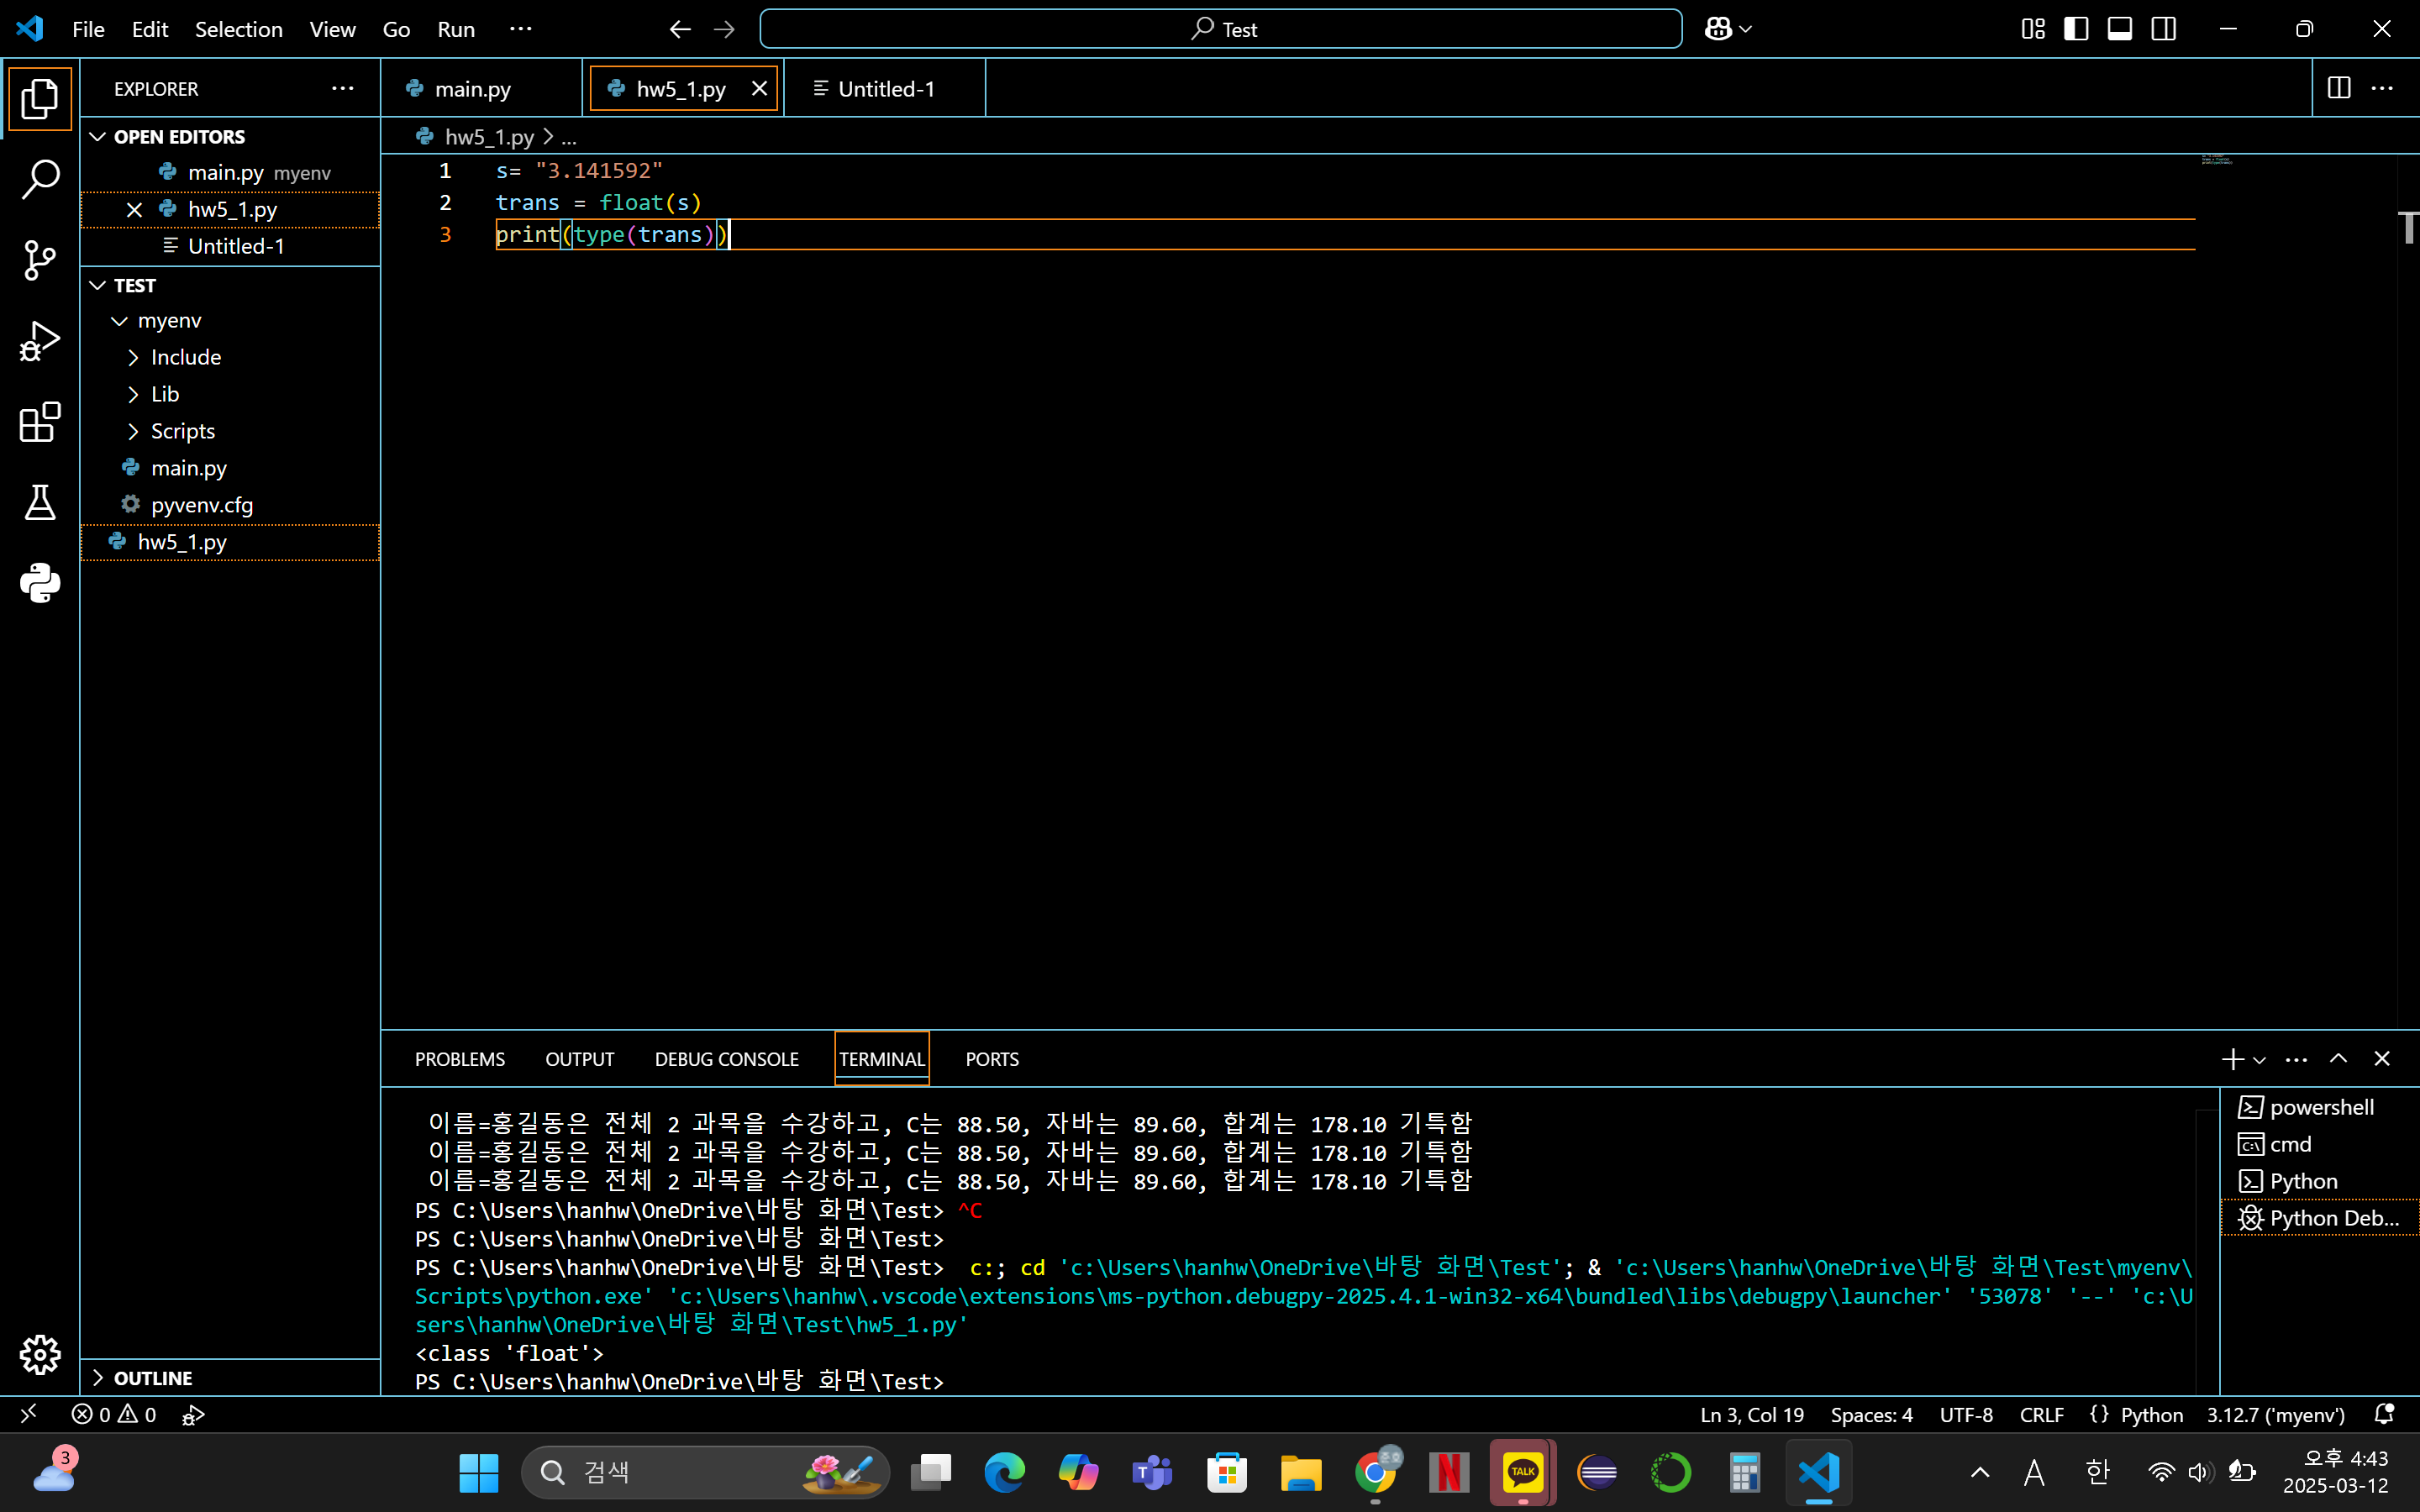 File Edit Selection View Go Run ···
Test
EXPLORER ···
main.py
hw5_1.py
Untitled-1
OPEN EDITORS
main.py myenv
hw5_1.py
Untitled-1
TEST
myenv
Include
Lib
Scripts
main.py
pyvenv.cfg
hw5_1.py
OUTLINE
hw5_1.py > ...
1 s= "3.141592"
2 trans = float(s)
3 print(type(trans))
PROBLEMS OUTPUT DEBUG CONSOLE TERMINAL PORTS
이름=홍길동은 전체 2 과목을 수강하고, C는 88.50, 자바는 89.60, 합계는 178.10 기특함
이름=홍길동은 전체 2 과목을 수강하고, C는 88.50, 자바는 89.60, 합계는 178.10 기특함
이름=홍길동은 전체 2 과목을 수강하고, C는 88.50, 자바는 89.60, 합계는 178.10 기특함
PS C:\Users\hanhw\OneDrive\바탕 화면\Test> ^C
PS C:\Users\hanhw\OneDrive\바탕 화면\Test>
PS C:\Users\hanhw\OneDrive\바탕 화면\Test>  c:; cd 'c:\Users\hanhw\OneDrive\바탕 화면\Test'; & 'c:\Users\hanhw\OneDrive\바탕 화면\Test\myenv\
Scripts\python.exe' 'c:\Users\hanhw\.vscode\extensions\ms-python.debugpy-2025.4.1-win32-x64\bundled\libs\debugpy\launcher' '53078' '--' 'c:\U
sers\hanhw\OneDrive\바탕 화면\Test\hw5_1.py'
<class 'float'>
PS C:\Users\hanhw\OneDrive\바탕 화면\Test>
powershell
cmd
Python
Python Deb...
0 0
Ln 3, Col 19 Spaces: 4 UTF-8 CRLF {} Python 3.12.7 ('myenv')
3
검색
TALK
A 한
오후 4:43
2025-03-12